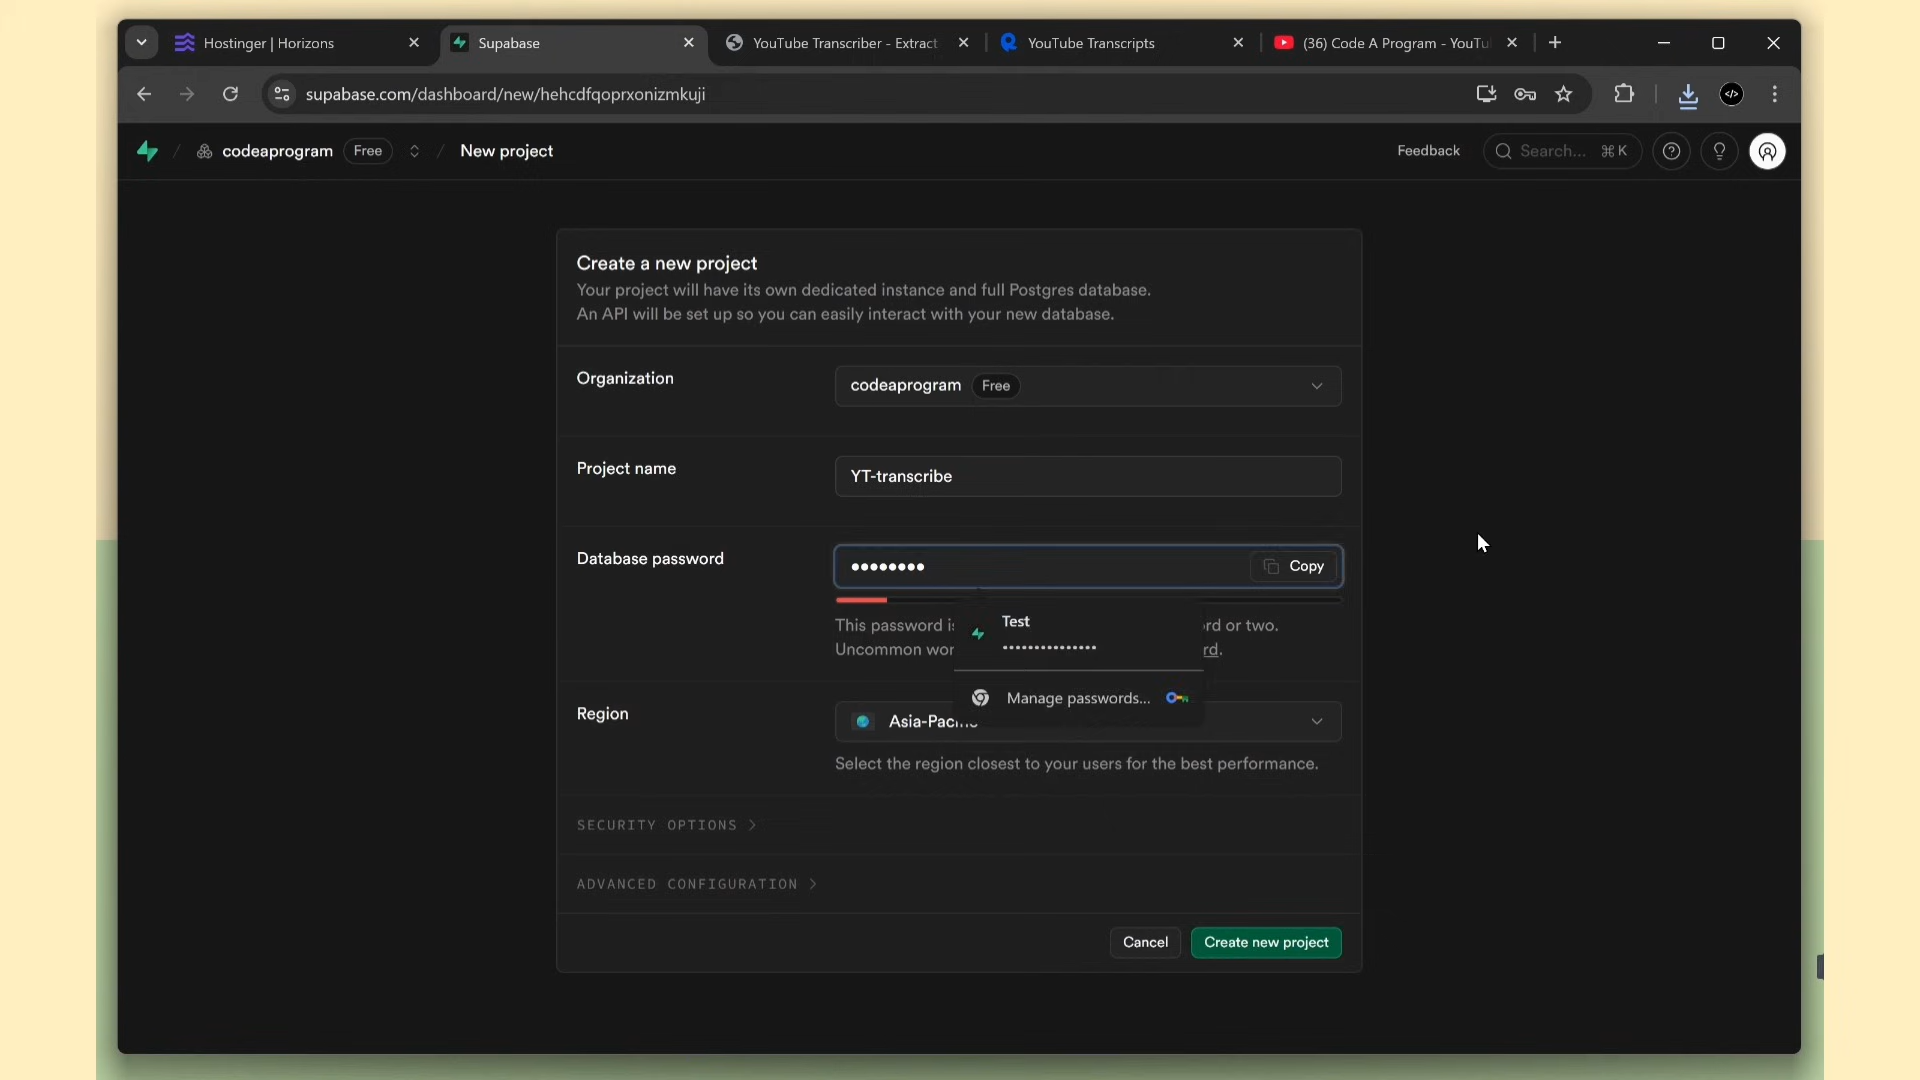 Hostinger | Horizons
Supabase
YouTube Transcriber - Extract
YouTube Transcripts
(36) Code A Program - YouTu
supabase.com/dashboard/new/hehcdfqoprxonizmkuji
codeaprogram Free / New project
Feedback
Search... ⌘K
Create a new project
Your project will have its own dedicated instance and full Postgres database.
An API will be set up so you can easily interact with your new database.
Organization
codeaprogram Free
Project name
YT-transcribe
Database password
•••••••• Copy
Test
•••••••••••••••
This password rd or two.
Uncommon rd.
Manage passwords...
Region
Select the region closest to your users for the best performance.
SECURITY OPTIONS >
ADVANCED CONFIGURATION >
Cancel
Create new project